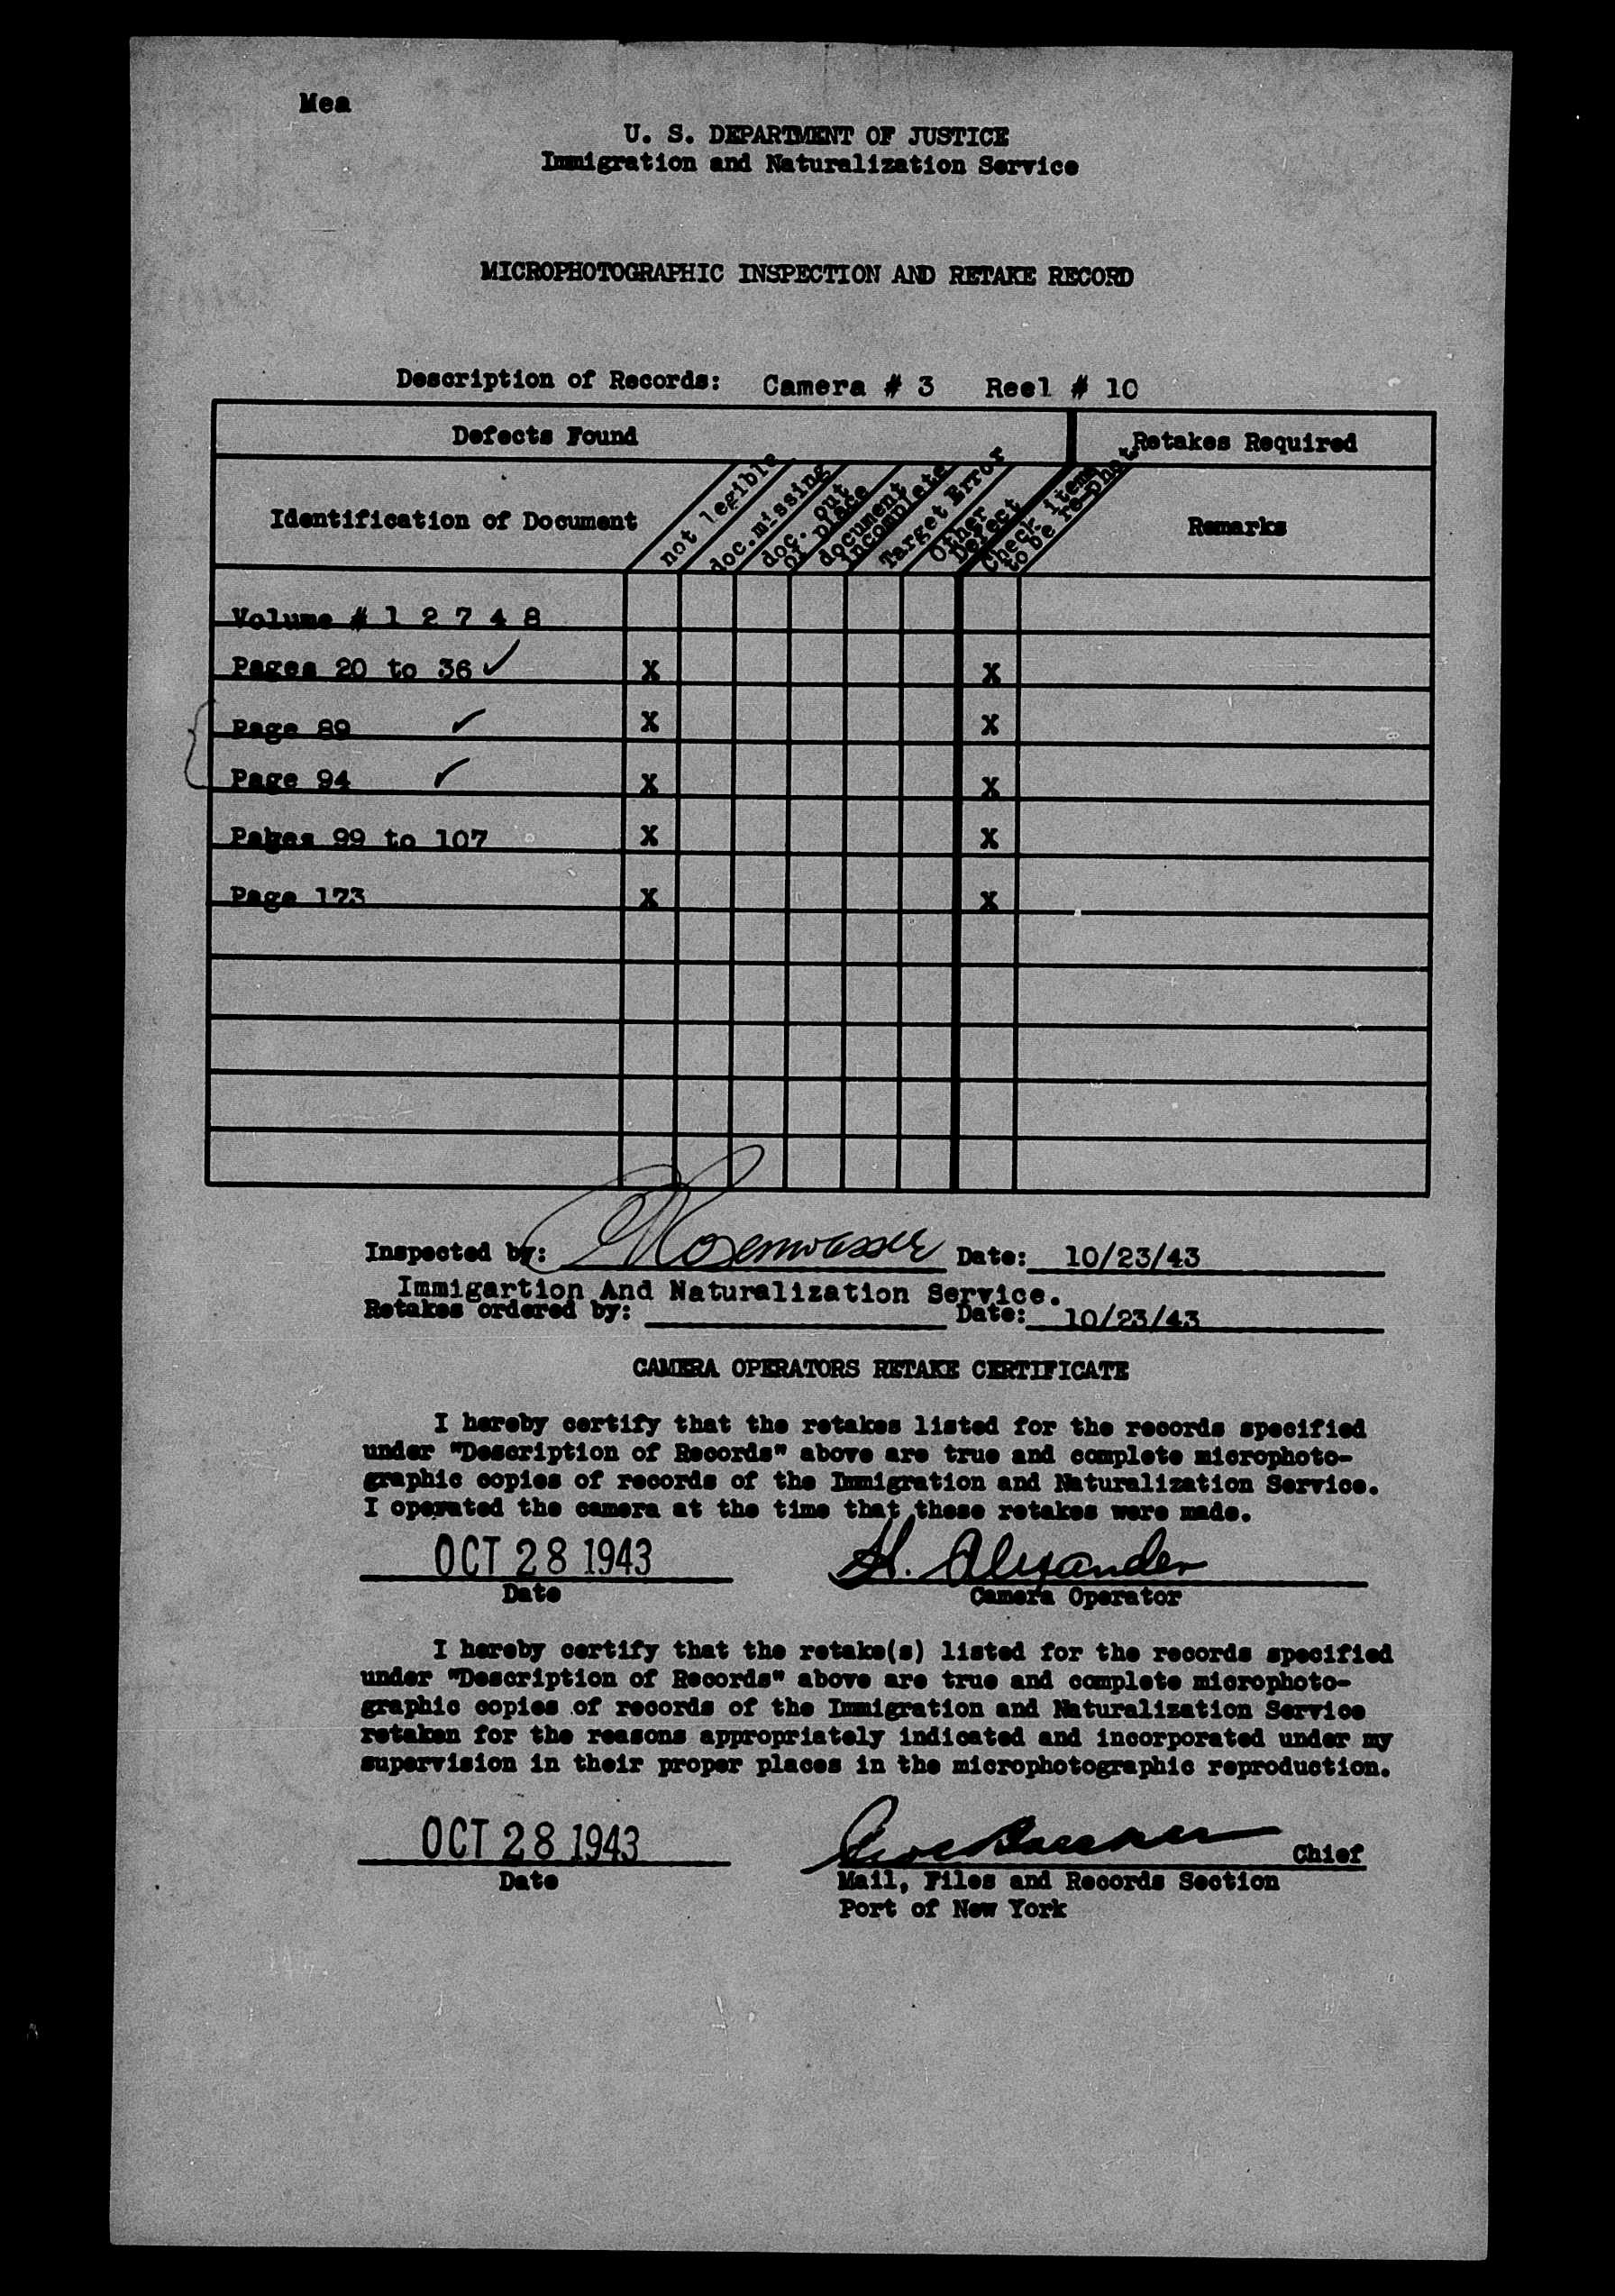 Mea
U. S. DEPARTMENT OF JUSTICE
Immigration and Naturalization Service
MICROPHOTOGRAPHIC INSPECTION AND RETAKE RECORD
Description of Records: Camera # 3 Reel # 10
Defects Found Retakes Required
Identification of Document
not legible
doc.missing
doc. out
of place
document
incomplete
Target Error
Other
Defect
Check items
to be re-phot.
Remarks
Volume # 1 2 7 4 8
Pages 20 to 36 ✓ X X
Page 89 ✓ X X
Page 94 ✓ X X
Pages 99 to 107 X X
Page 173 X X
Inspected by: Rosenwasser Date: 10/23/43
Immigartion And Naturalization Service.
Retakes ordered by: Date: 10/23/43
CAMERA OPERATORS RETAKE CERTIFICATE
I hereby certify that the retakes listed for the records specified
under "Description of Records" above are true and complete microphoto-
graphic copies of records of the Immigration and Naturalization Service.
I operated the camera at the time that these retakes were made.
OCT 28 1943 H. Alexander
Date Camera Operator
I hereby certify that the retake(s) listed for the records specified
under "Description of Records" above are true and complete microphoto-
graphic copies of records of the Immigration and Naturalization Service
retaken for the reasons appropriately indicated and incorporated under my
supervision in their proper places in the microphotographic reproduction.
OCT 28 1943 Chief
Date Mail, Files and Records Section
Port of New York